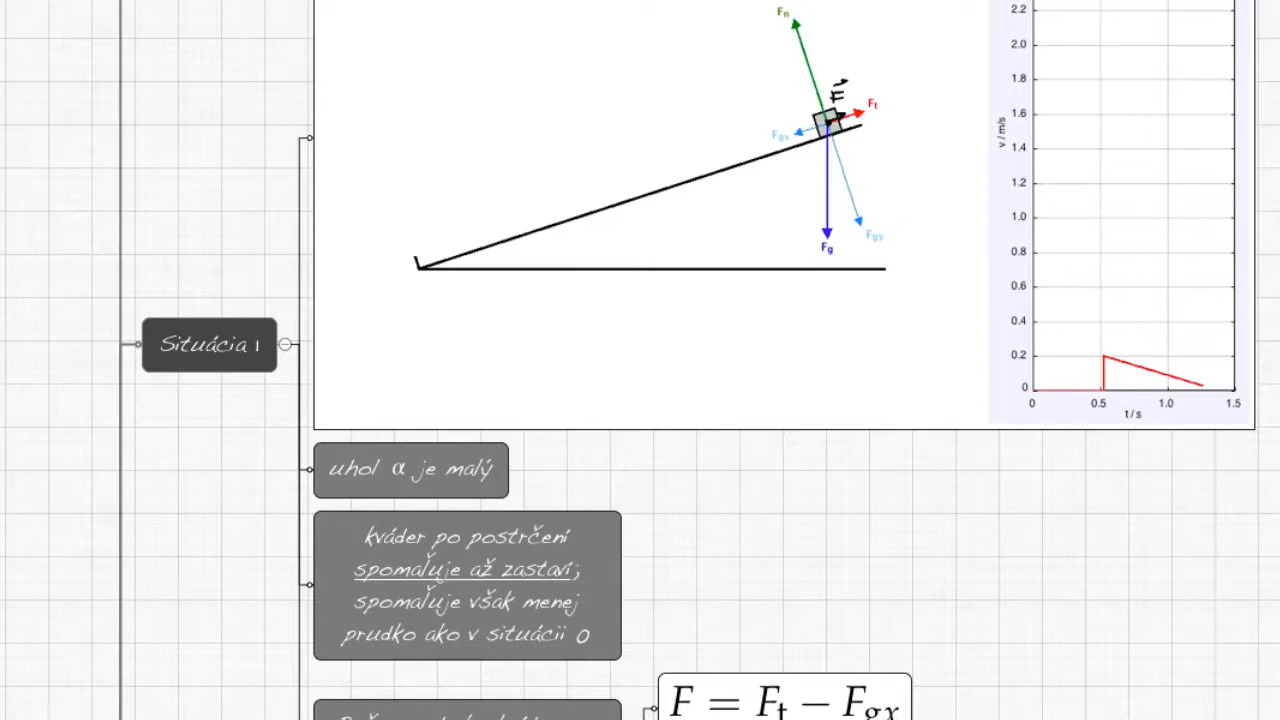 Fn
Ft
Fgx
Fgy
Fg
v / m/s
2.2
2.0
1.8
1.6
1.4
1.2
1.0
0.8
0.6
0.4
0.2
0
0 0.5 1.0 1.5
t / s
Situácia 1
uhol α je malý
kváder po postrčení
spomaľuje až zastaví;
spomaľuje však menej
prudko ako v situácii 0
F = Ft − Fgx